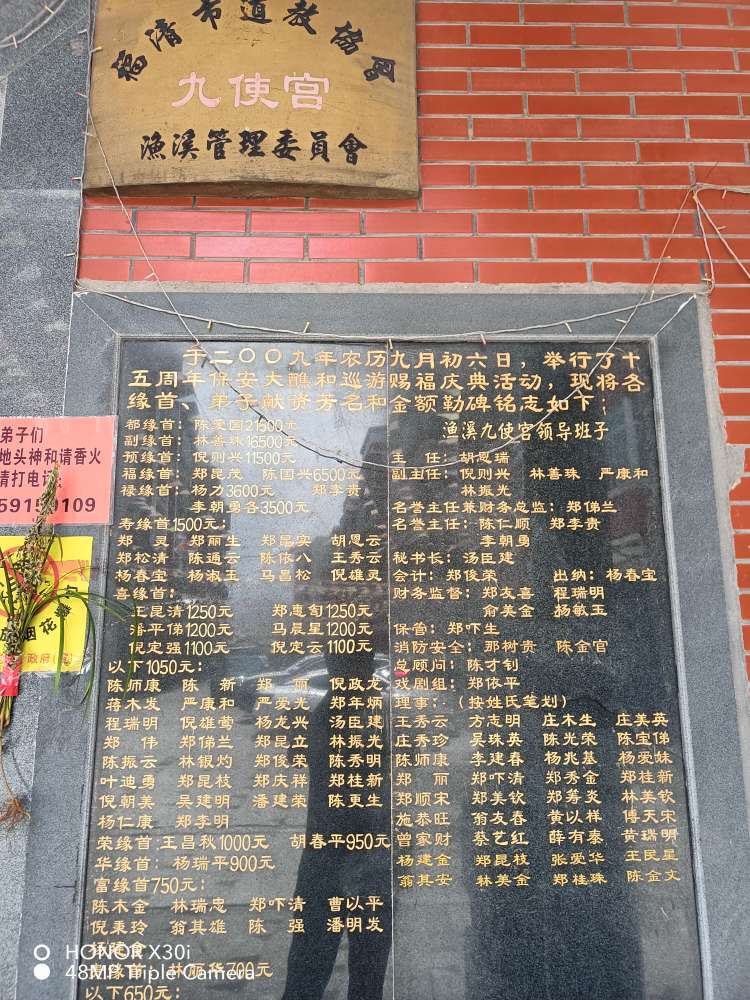 福清市道教協會
九使宫
漁溪管理委員會
于二〇〇九年农历九月初六日，举行了十
五周年保安大醮和巡游赐福庆典活动，现将各
缘首、弟子献资芳名和金额勒碑铭志如下；
都缘首：陈爱国21500元
副缘首：林善珠16500元
预缘首：倪则兴11500元
福缘首：郑昆茂 陈国兴6500元
禄缘首：杨力3600元 郑李贵
李朝勇各3500元
寿缘首1500元：
郑 灵 郑丽生 郑昂实 胡恩云
郑松清 陈通云 陈依八 王秀云
杨春宝 杨淑玉 马昌松 倪雄灵
喜缘首：
王昆清1250元 郑惠旬1250元
潘平俤1200元 马晨星1200元
倪定强1100元 倪定云1100元
以下1050元：
陈师康 陈 新 郑 丽 倪政龙
蒋木发 严康和 严爱光 郑年炳
程瑞明 倪雄莺 杨龙兴 汤臣建
郑 伟 郑俤兰 郑昆立 林振光
陈振云 林银灼 郑俊荣 陈秀明
叶迪勇 郑昆枝 郑庆祥 郑桂新
倪朝美 吴建明 潘建荣 陈更生
杨仁康 郑李明
荣缘首：王昌秋1000元 胡春平950元
华缘首：杨瑞平900元
富缘首750元：
陈木金 林瑞忠 郑吓清 曹以平
倪秉玲 翁其雄 陈 强 潘明发
林丽华700元
以下650元：
渔溪九使宫领导班子
主 任：胡恩瑞
副主任：倪则兴 林善珠 严康和
林振光
名誉主任兼财务总监：郑俤兰
名誉主任：陈仁顺 郑李贵
李朝勇
秘书长：汤臣建
会计：郑俊荣 出纳：杨春宝
财务监督：郑友喜 程瑞明
俞美金 杨敏玉
保管：郑吓生
消防安全：那树贵 陈金官
总顾问：陈才钊
戏剧组：郑依平
理事：（按姓氏笔划）
王秀云 方志明 庄木生 庄美英
庄秀珍 吴珠英 陈光荣 陈宝俤
陈师康 李建春 杨兆基 杨爱妹
郑 丽 郑吓清 郑秀金 郑桂新
郑顺宋 郑美钦 郑筹炎 林美钦
施恭旺 翁友春 黄以样 傅天宋
曾家财 蔡艺红 薛有泰 黄瑞明
杨建金 郑昆枝 张爱华 王民星
翁其安 林美金 郑桂珠 陈金文
弟子们
地头神和请香火
请打电话
HONOR X30i
48MP Triple Camera